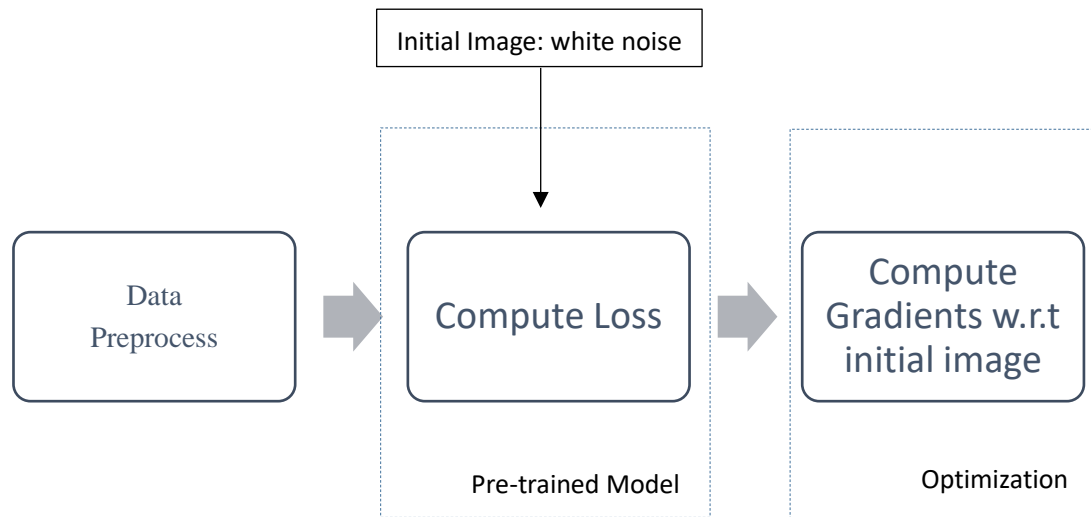 Initial Image: white noise
Data
Preprocess
Compute Loss
Compute
Gradients w.r.t
initial image
Pre-trained Model
Optimization